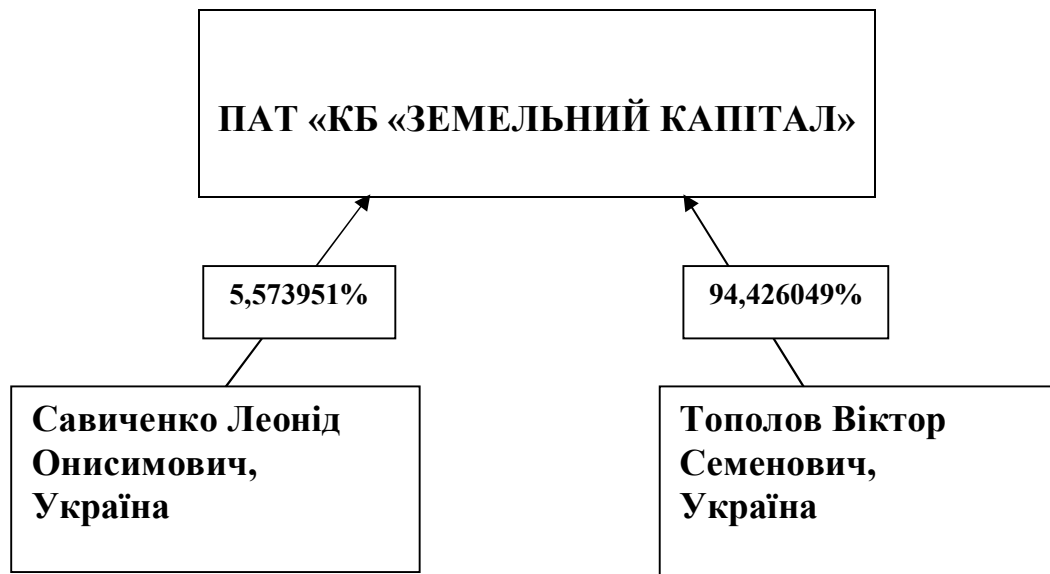 ПАТ «КБ «ЗЕМЕЛЬНИЙ КАПІТАЛ»
5,573951%
94,426049%
Савиченко Леонід
Онисимович,
Україна
Тополов Віктор
Семенович,
Україна